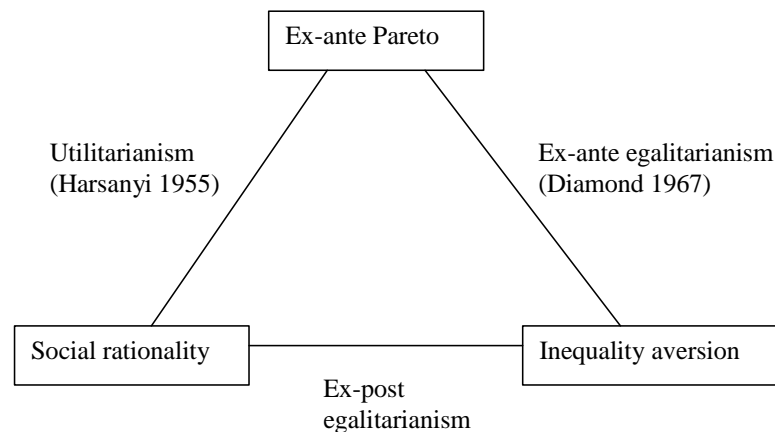 Ex-ante Pareto
Utilitarianism
(Harsanyi 1955)
Ex-ante egalitarianism
(Diamond 1967)
Social rationality
Inequality aversion
Ex-post
egalitarianism